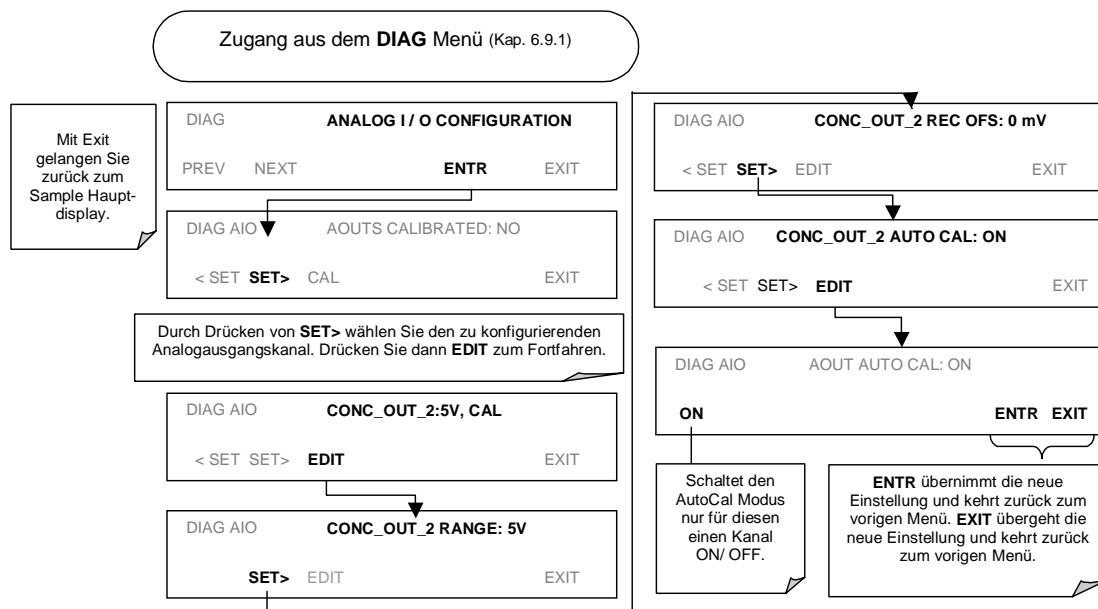 Zugang aus dem DIAG Menü (Kap. 6.9.1)
Mit Exit
gelangen Sie
zurück zum
Sample Haupt-
display.
DIAG ANALOG I / O CONFIGURATION
PREV NEXT ENTR EXIT
DIAG AIO AOUTS CALIBRATED: NO
< SET SET> CAL EXIT
Durch Drücken von SET> wählen Sie den zu konfigurierenden
Analogausgangskanal. Drücken Sie dann EDIT zum Fortfahren.
DIAG AIO CONC_OUT_2:5V, CAL
< SET SET> EDIT EXIT
DIAG AIO CONC_OUT_2 RANGE: 5V
SET> EDIT EXIT
DIAG AIO CONC_OUT_2 REC OFS: 0 mV
< SET SET> EDIT EXIT
DIAG AIO CONC_OUT_2 AUTO CAL: ON
< SET SET> EDIT EXIT
DIAG AIO AOUT AUTO CAL: ON
ON ENTR EXIT
Schaltet den
AutoCal Modus
nur für diesen
einen Kanal
ON/ OFF.
ENTR übernimmt die neue
Einstellung und kehrt zurück zum
vorigen Menü. EXIT übergeht die
neue Einstellung und kehrt zurück
zum vorigen Menü.